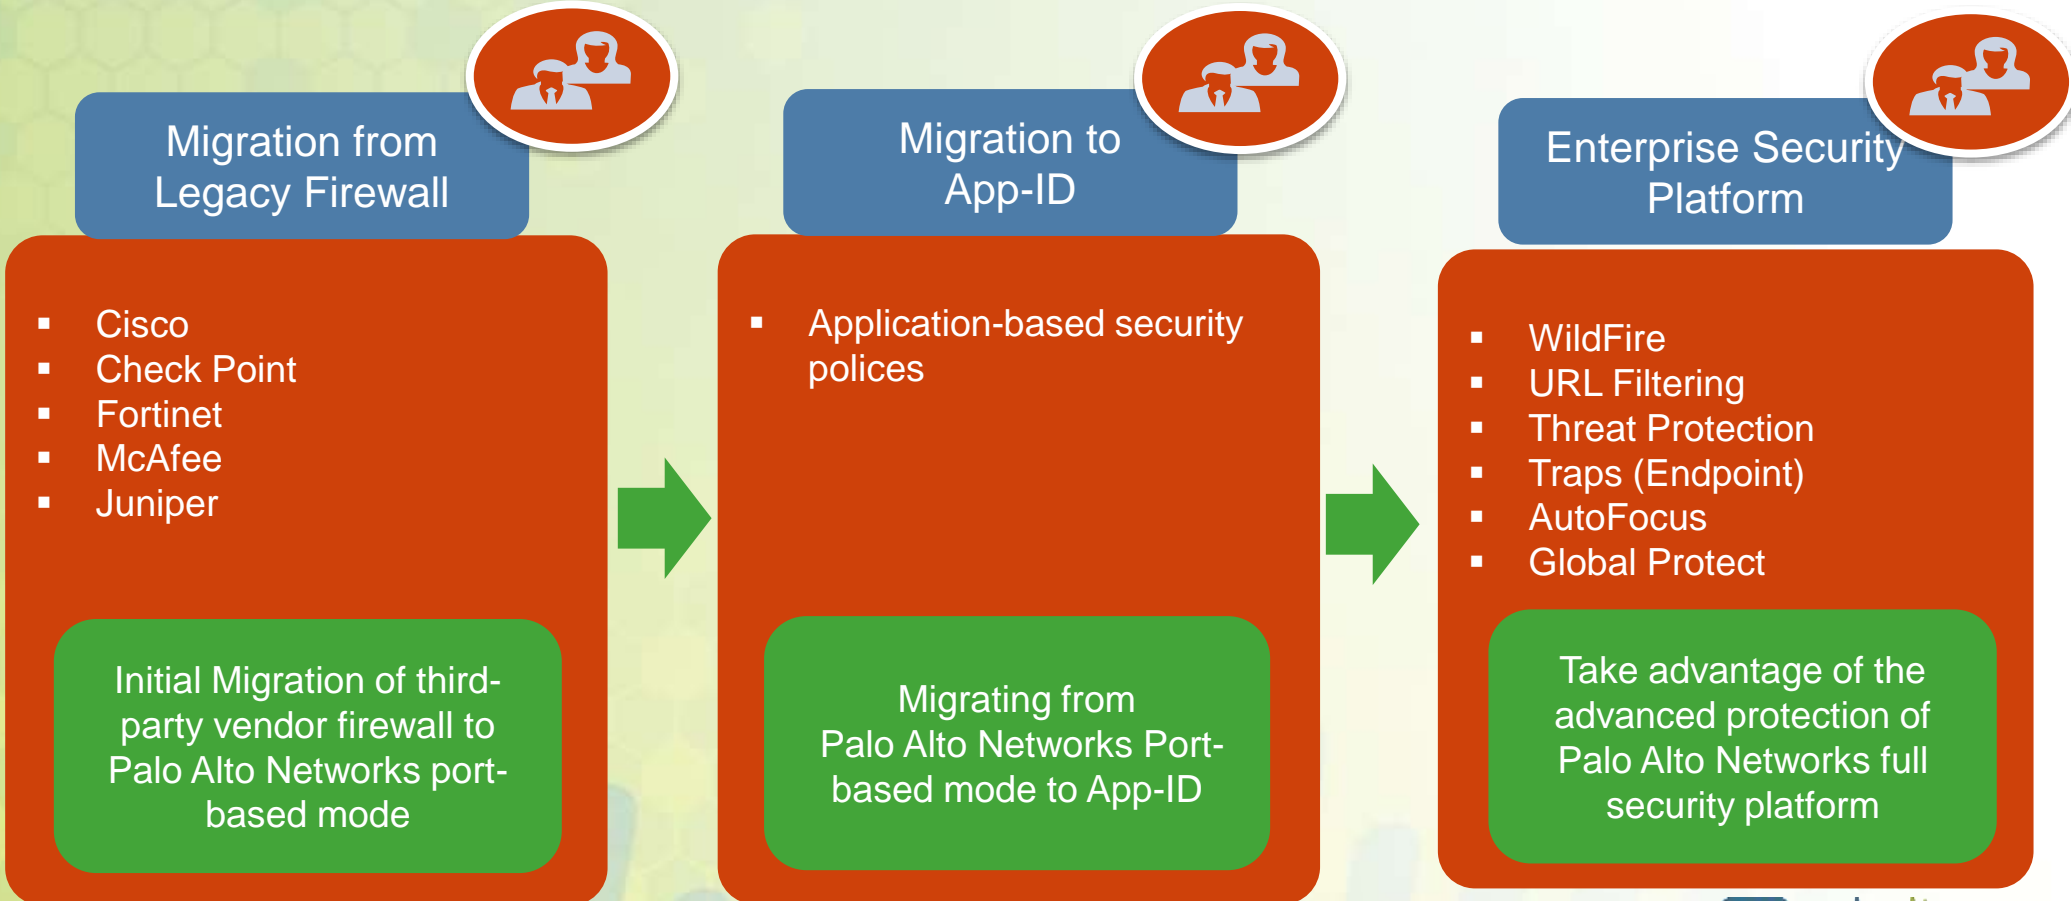 Migration from
Legacy Firewall
▪ Cisco
▪ Check Point
▪ Fortinet
▪ McAfee
▪ Juniper
Initial Migration of third-
party vendor firewall to
Palo Alto Networks port-
based mode
Migration to
App-ID
▪ Application-based security
polices
Migrating from
Palo Alto Networks Port-
based mode to App-ID
Enterprise Security
Platform
▪ WildFire
▪ URL Filtering
▪ Threat Protection
▪ Traps (Endpoint)
▪ AutoFocus
▪ Global Protect
Take advantage of the
advanced protection of
Palo Alto Networks full
security platform